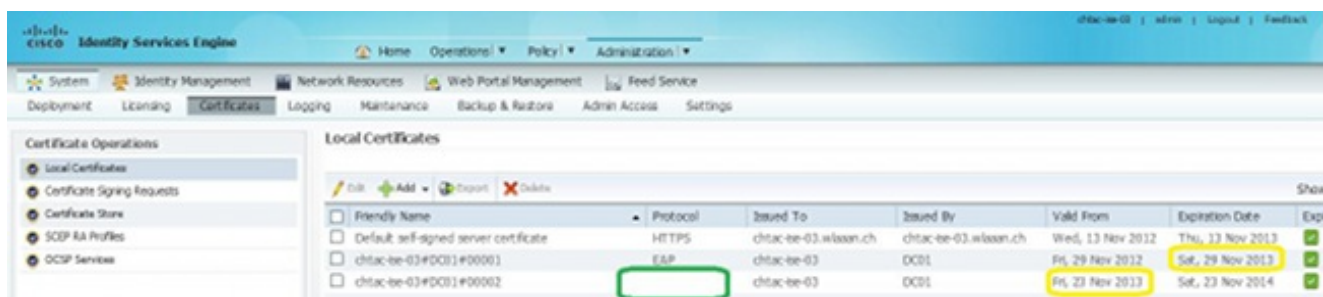 chtac-ise-03 | admin | Logout | Feedback
CISCO Identity Services Engine
Home Operations Policy Administration
System Identity Management Network Resources Web Portal Management Feed Service
Deployment Licensing Certificates Logging Maintenance Backup & Restore Admin Access Settings
Certificate Operations
Local Certificates
Certificate Signing Requests
Certificate Store
SCEP RA Profiles
OCSP Services
Local Certificates
Edit Add Export Delete
Show
Friendly Name Protocol Issued To Issued By Valid From Expiration Date Exp
Default self-signed server certificate HTTPS chtac-ise-03.wlaaan.ch chtac-ise-03.wlaaan.ch Wed, 13 Nov 2012 Thu, 13 Nov 2013
chtac-ise-03#DC01#00001 EAP chtac-ise-03 DC01 Fri, 29 Nov 2012 Sat, 29 Nov 2013
chtac-ise-03#DC01#00002 chtac-ise-03 DC01 Fri, 23 Nov 2013 Sat, 23 Nov 2014